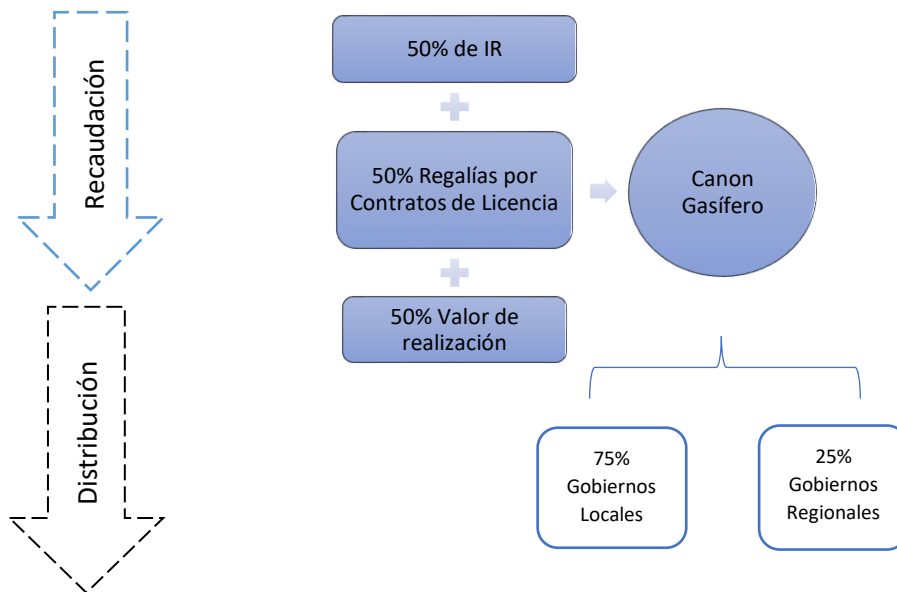 Recaudación
50% de IR
50% Regalías por
Contratos de Licencia
Canon
Gasífero
50% Valor de
realización
Distribución
75%
Gobiernos
Locales
25%
Gobiernos
Regionales